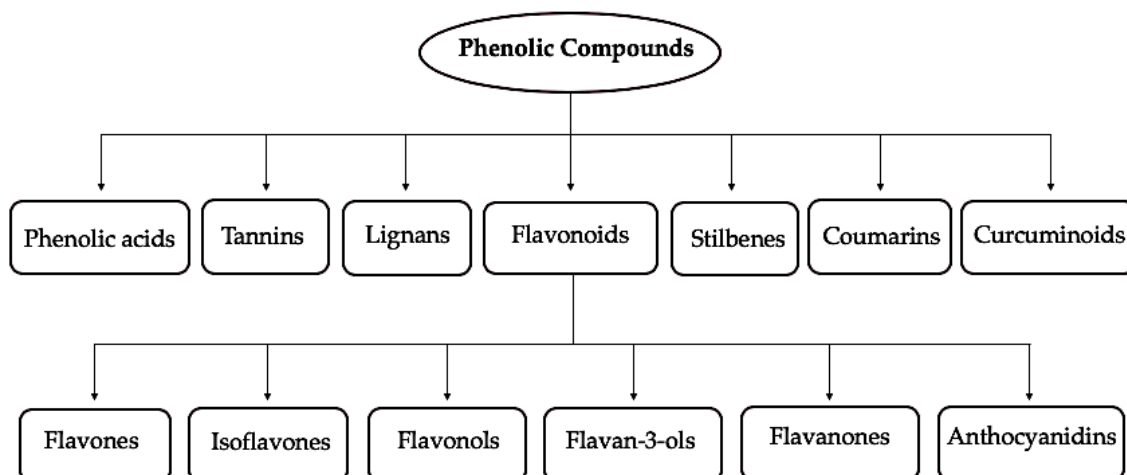 Phenolic Compounds
Phenolic acids
Tannins
Lignans
Flavonoids
Stilbenes
Coumarins
Curcuminoids
Flavones
Isoflavones
Flavonols
Flavan-3-ols
Flavanones
Anthocyanidins